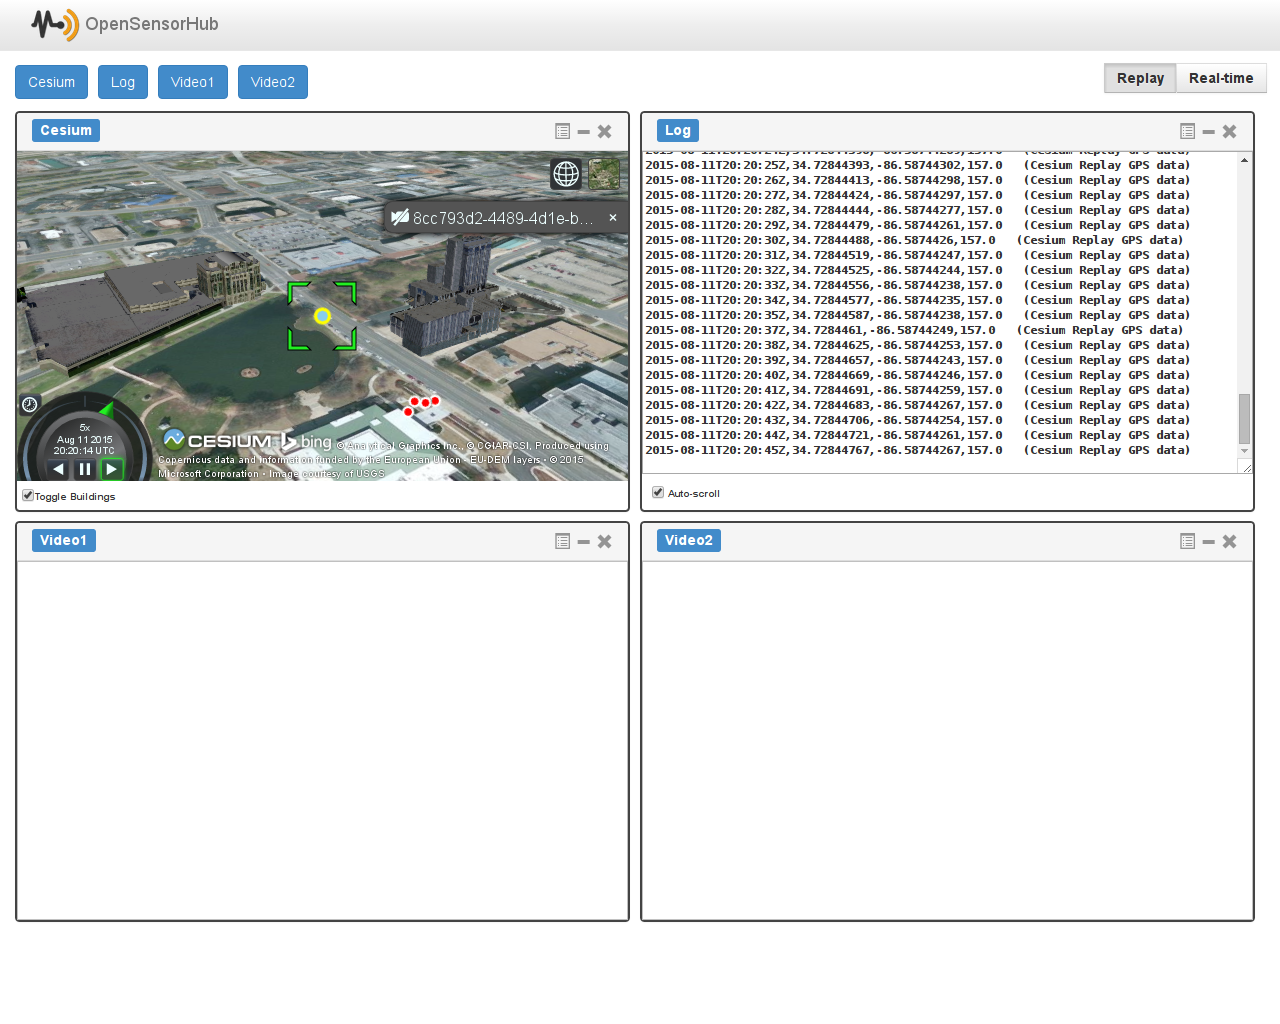 OpenSensorHub
Cesium Log Video1 Video2
Replay Real-time
Cesium
8cc793d2-4489-4d1e-b... ×
5x
Aug 11 2015
20:20:14 UTC
CESIUM bing © Analytical Graphics Inc., © CGIAR-CSI, Produced using
Copernicus data and information funded by the European Union - EU-DEM layers • © 2015
Microsoft Corporation • Image courtesy of USGS
Toggle Buildings
Log
2015-08-11T20:20:25Z,34.72844393,-86.58744302,157.0 (Cesium Replay GPS data)
2015-08-11T20:20:26Z,34.72844413,-86.58744298,157.0 (Cesium Replay GPS data)
2015-08-11T20:20:27Z,34.72844424,-86.58744297,157.0 (Cesium Replay GPS data)
2015-08-11T20:20:28Z,34.72844444,-86.58744277,157.0 (Cesium Replay GPS data)
2015-08-11T20:20:29Z,34.72844479,-86.58744261,157.0 (Cesium Replay GPS data)
2015-08-11T20:20:30Z,34.72844488,-86.5874426,157.0 (Cesium Replay GPS data)
2015-08-11T20:20:31Z,34.72844519,-86.58744247,157.0 (Cesium Replay GPS data)
2015-08-11T20:20:32Z,34.72844525,-86.58744244,157.0 (Cesium Replay GPS data)
2015-08-11T20:20:33Z,34.72844556,-86.58744238,157.0 (Cesium Replay GPS data)
2015-08-11T20:20:34Z,34.72844577,-86.58744235,157.0 (Cesium Replay GPS data)
2015-08-11T20:20:35Z,34.72844587,-86.58744238,157.0 (Cesium Replay GPS data)
2015-08-11T20:20:37Z,34.7284461,-86.58744249,157.0 (Cesium Replay GPS data)
2015-08-11T20:20:38Z,34.72844625,-86.58744253,157.0 (Cesium Replay GPS data)
2015-08-11T20:20:39Z,34.72844657,-86.58744243,157.0 (Cesium Replay GPS data)
2015-08-11T20:20:40Z,34.72844669,-86.58744246,157.0 (Cesium Replay GPS data)
2015-08-11T20:20:41Z,34.72844691,-86.58744259,157.0 (Cesium Replay GPS data)
2015-08-11T20:20:42Z,34.72844683,-86.58744267,157.0 (Cesium Replay GPS data)
2015-08-11T20:20:43Z,34.72844706,-86.58744254,157.0 (Cesium Replay GPS data)
2015-08-11T20:20:44Z,34.72844721,-86.58744261,157.0 (Cesium Replay GPS data)
2015-08-11T20:20:45Z,34.72844767,-86.58744267,157.0 (Cesium Replay GPS data)
Auto-scroll
Video1
Video2